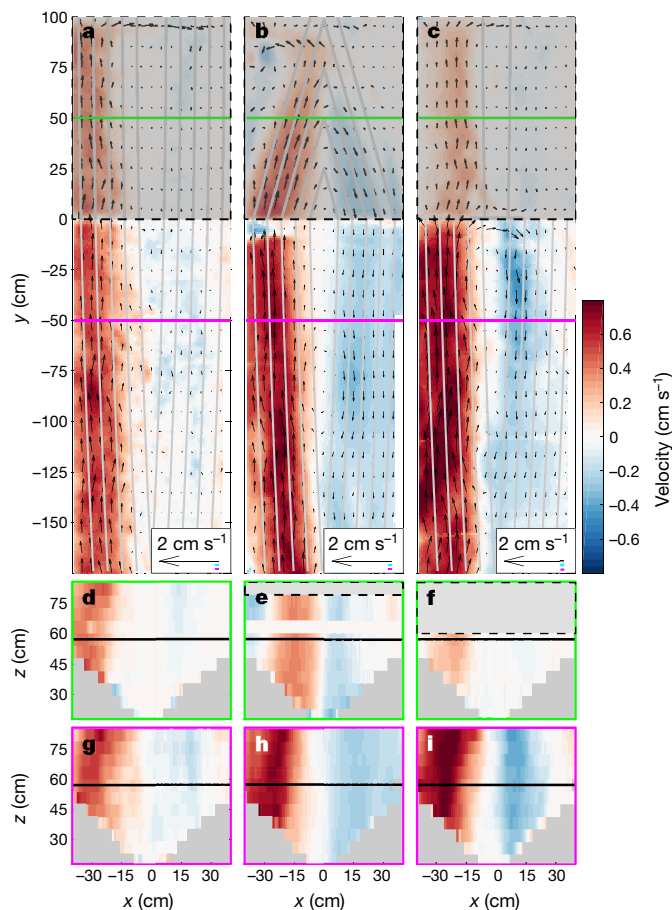 a b c
100
75
50
25
0
−25
−50
−75
−100
−125
−150
y (cm)
2 cm s−1 2 cm s−1 2 cm s−1
0.6
0.4
0.2
0
−0.2
−0.4
−0.6
Velocity (cm s−1)
d e f
75
60
45
30
z (cm)
g h i
75
60
45
30
z (cm)
−30 −15 0 15 30 −30 −15 0 15 30 −30 −15 0 15 30
x (cm) x (cm) x (cm)